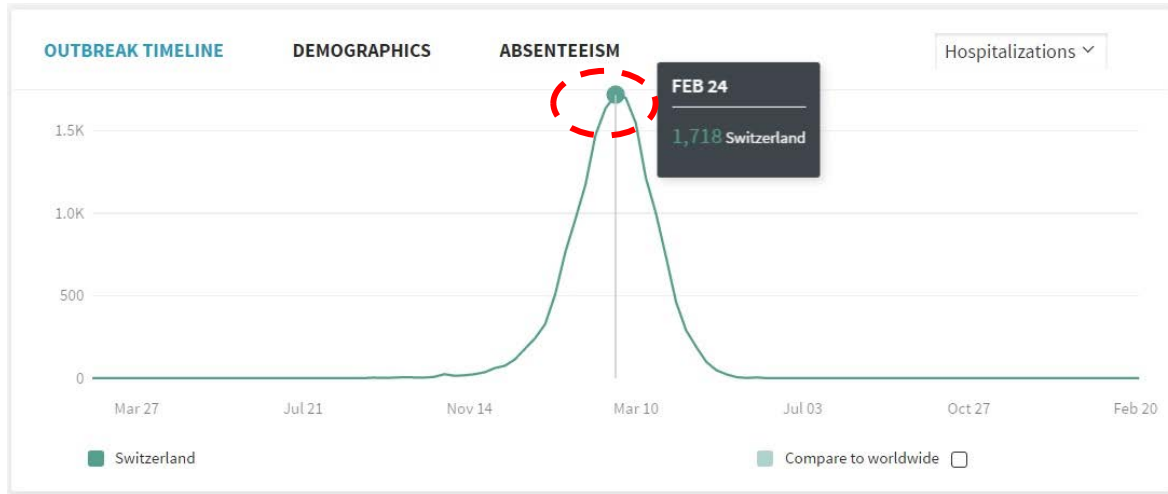 OUTBREAK TIMELINE DEMOGRAPHICS ABSENTEEISM Hospitalizations
FEB 24
1,718 Switzerland
1.5K
1.0K
500
0
Mar 27 Jul 21 Nov 14 Mar 10 Jul 03 Oct 27 Feb 20
Switzerland Compare to worldwide